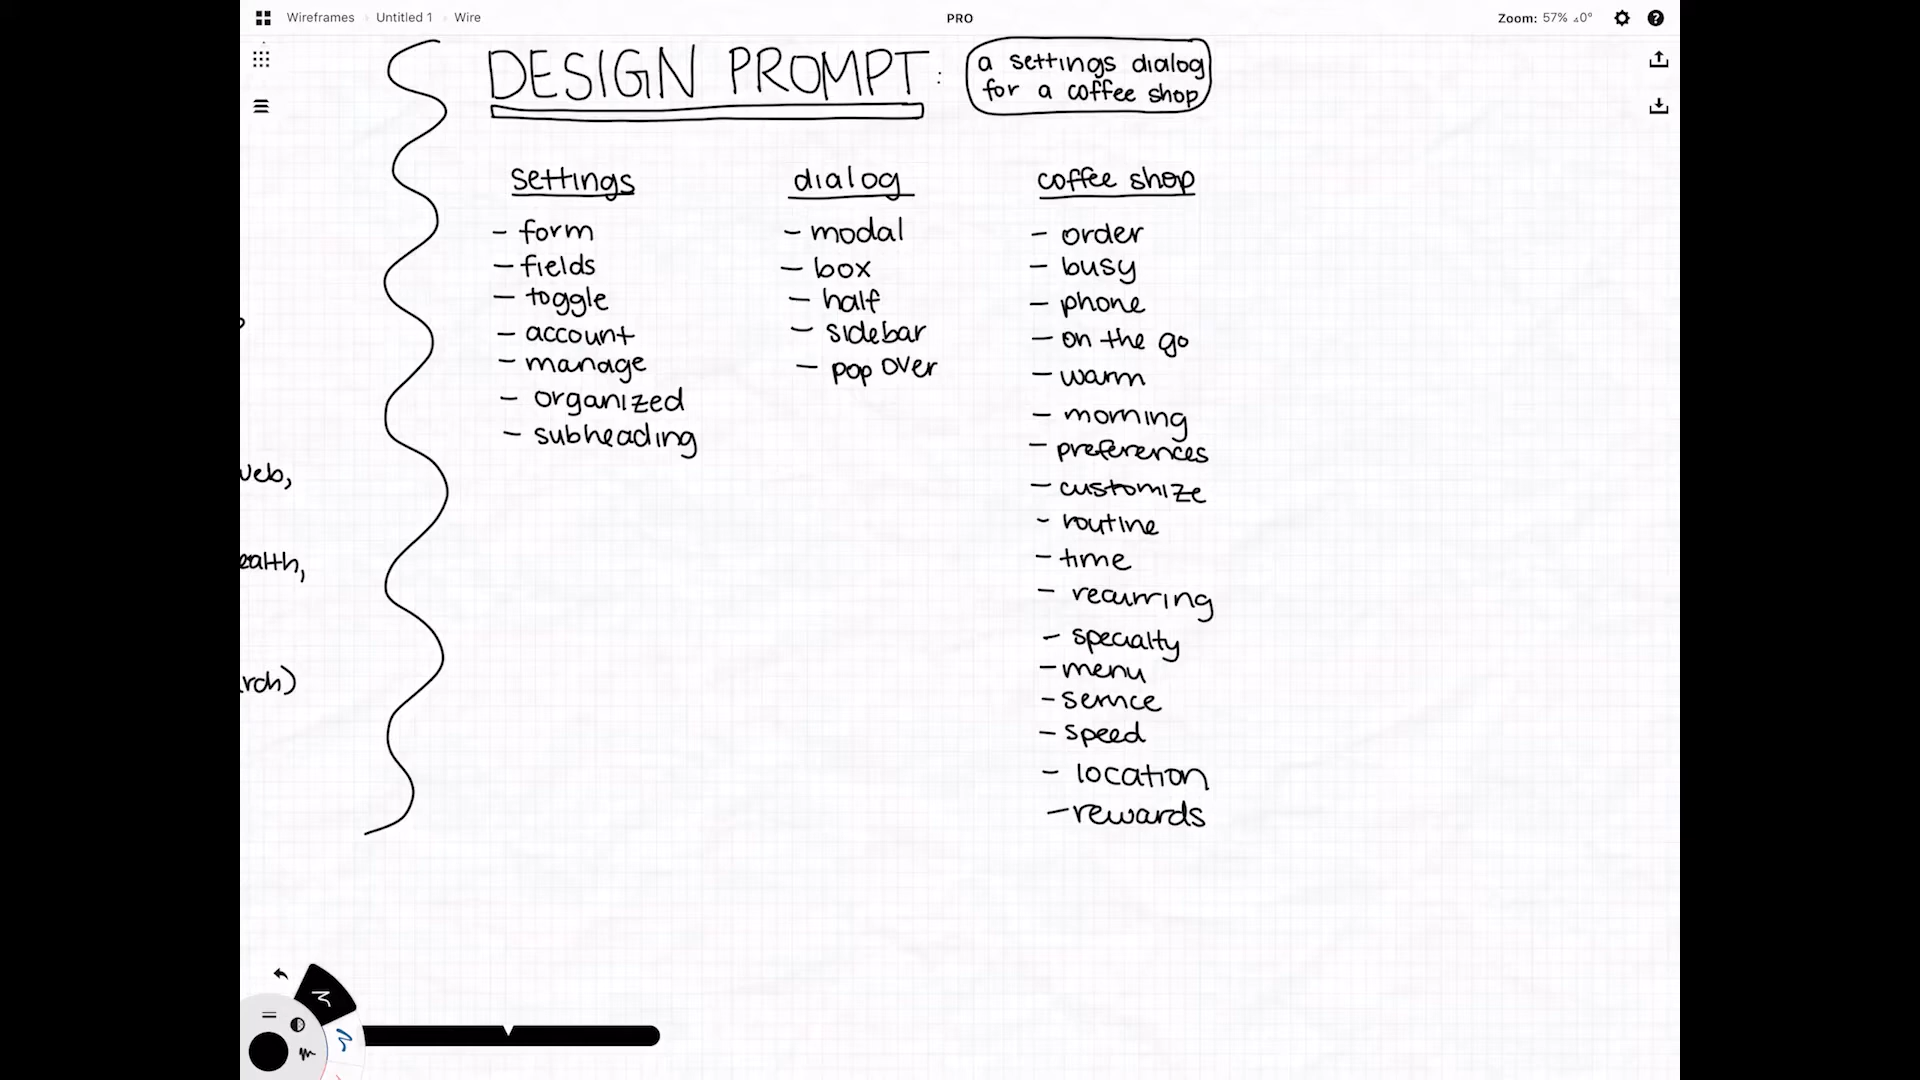 Wireframes Untitled 1 Wire
PRO
Zoom: 57% ⊿0°
DESIGN PROMPT :
a settings dialog
for a coffee shop
settings
- form
- fields
- toggle
- account
- manage
- organized
- subheading
dialog
- modal
- box
- half
- sidebar
- pop over
coffee shop
- order
- busy
- phone
- on the go
- warm
- morning
- preferences
- customize
- routine
- time
- recurring
- specialty
- menu
- service
- speed
- location
- rewards